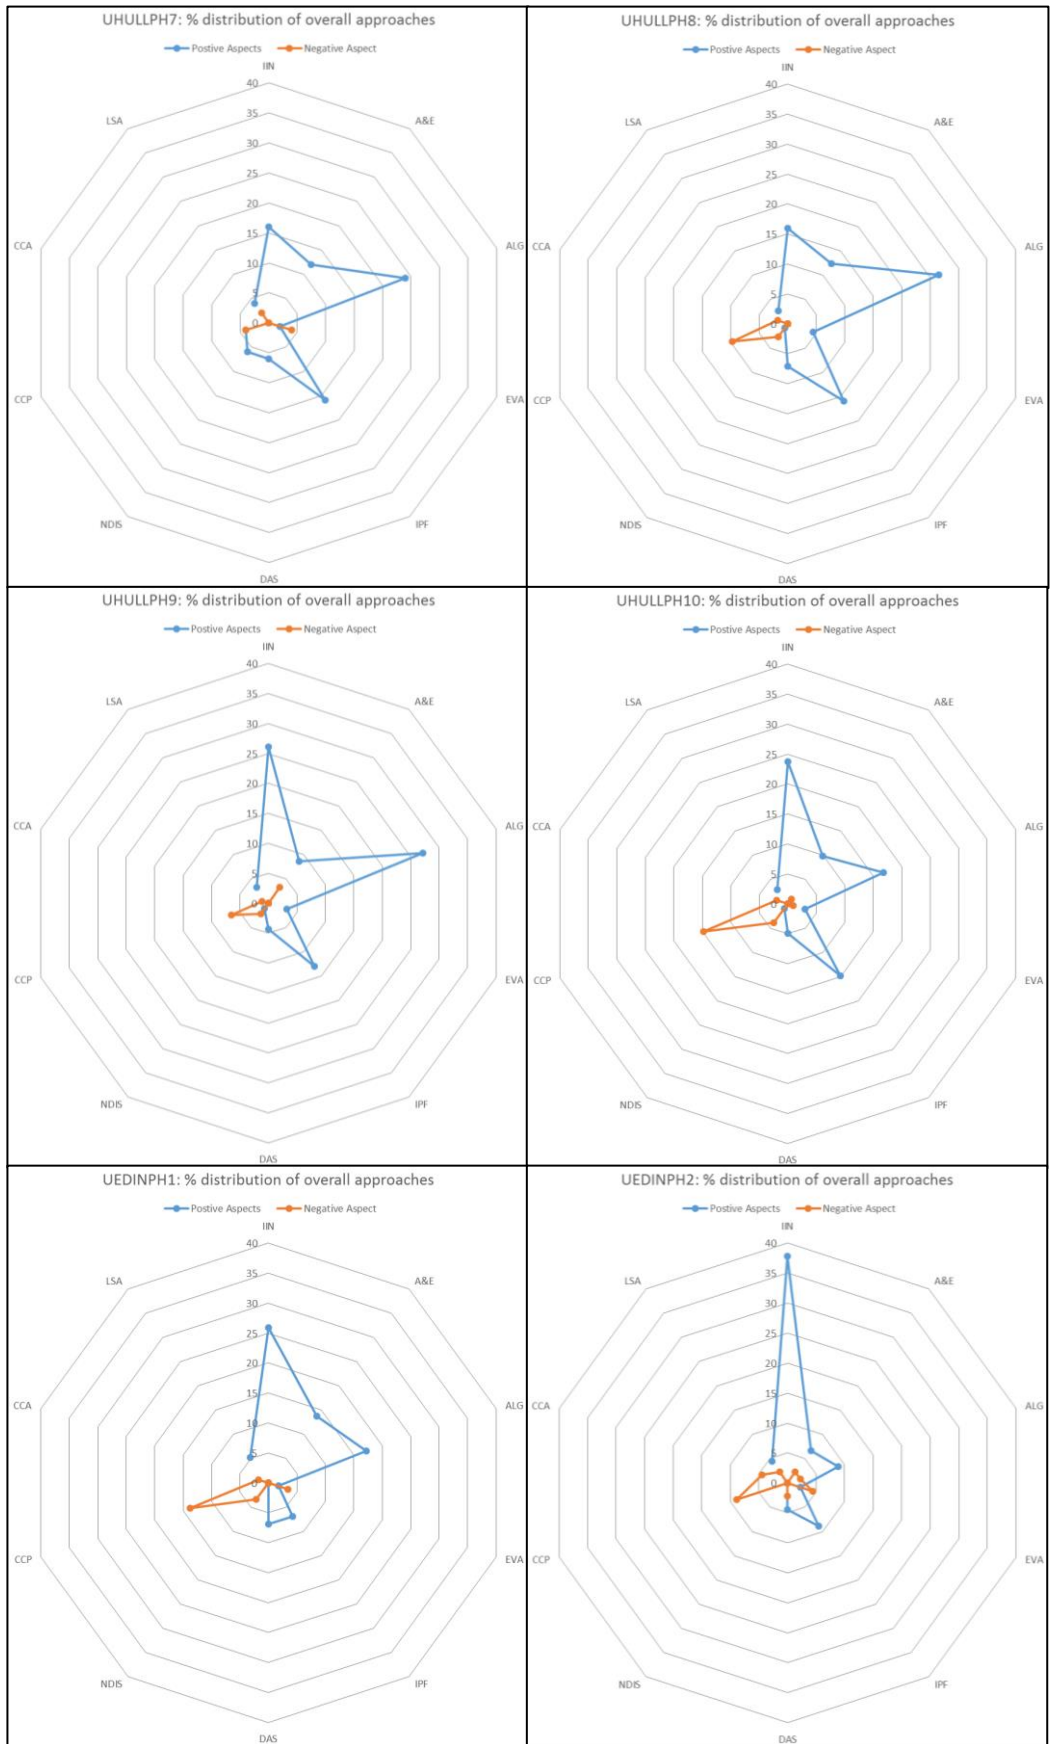 UHULLPH7: % distribution of overall approaches
Postive Aspects Negative Aspect
IIN
40
A&E
LSA
35
30
25
20
CCA
ALG
15
10
5
0
CCP
EVA
NDIS
IPF
DAS
UHULLPH8: % distribution of overall approaches
Postive Aspects Negative Aspect
IIN
40
A&E
LSA
35
30
25
20
CCA
ALG
15
10
5
0
CCP
EVA
NDIS
IPF
DAS
UHULLPH9: % distribution of overall approaches
Postive Aspects Negative Aspect
IIN
40
A&E
LSA
35
30
25
20
CCA
ALG
15
10
5
0
CCP
EVA
NDIS
IPF
DAS
UHULLPH10: % distribution of overall approaches
Postive Aspects Negative Aspect
IIN
40
A&E
LSA
35
30
25
20
CCA
ALG
15
10
5
0
CCP
EVA
NDIS
IPF
DAS
UEDINPH1: % distribution of overall approaches
Postive Aspects Negative Aspect
IIN
40
A&E
LSA
35
30
25
20
CCA
ALG
15
10
5
0
CCP
EVA
NDIS
IPF
DAS
UEDINPH2: % distribution of overall approaches
Postive Aspects Negative Aspect
IIN
40
A&E
LSA
35
30
25
20
CCA
ALG
15
10
5
0
CCP
EVA
NDIS
IPF
DAS